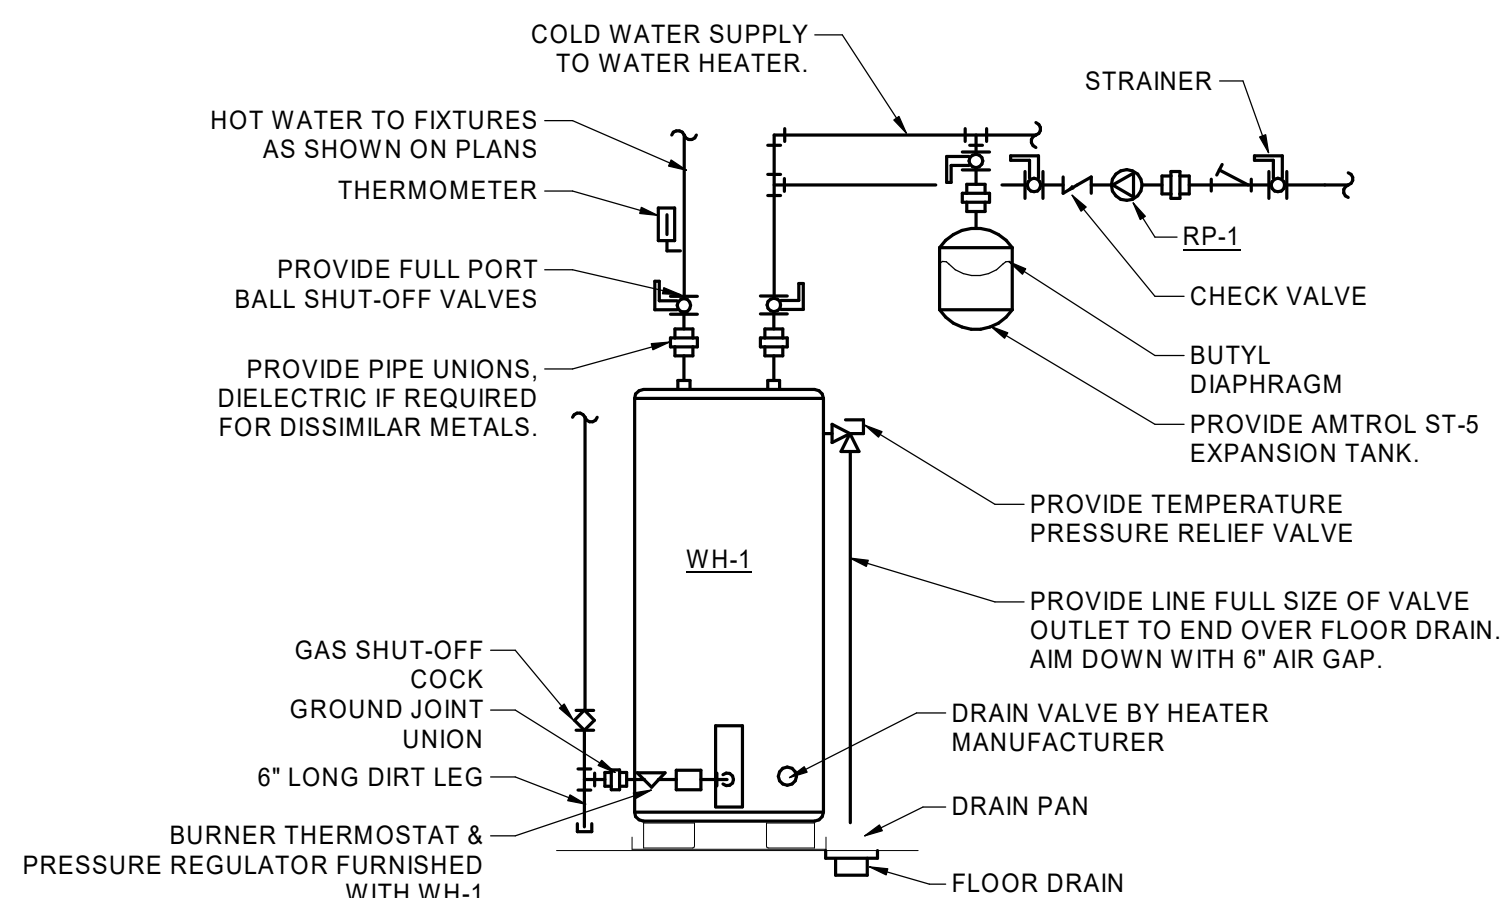 COLD WATER SUPPLY
TO WATER HEATER.
STRAINER
HOT WATER TO FIXTURES
AS SHOWN ON PLANS
THERMOMETER
RP-1
PROVIDE FULL PORT
BALL SHUT-OFF VALVES
CHECK VALVE
PROVIDE PIPE UNIONS,
DIELECTRIC IF REQUIRED
FOR DISSIMILAR METALS.
BUTYL
DIAPHRAGM
PROVIDE AMTROL ST-5
EXPANSION TANK.
PROVIDE TEMPERATURE
PRESSURE RELIEF VALVE
WH-1
PROVIDE LINE FULL SIZE OF VALVE
OUTLET TO END OVER FLOOR DRAIN.
AIM DOWN WITH 6" AIR GAP.
GAS SHUT-OFF
COCK
GROUND JOINT
UNION
DRAIN VALVE BY HEATER
MANUFACTURER
6" LONG DIRT LEG
DRAIN PAN
BURNER THERMOSTAT &
PRESSURE REGULATOR FURNISHED
WITH WH-1
FLOOR DRAIN